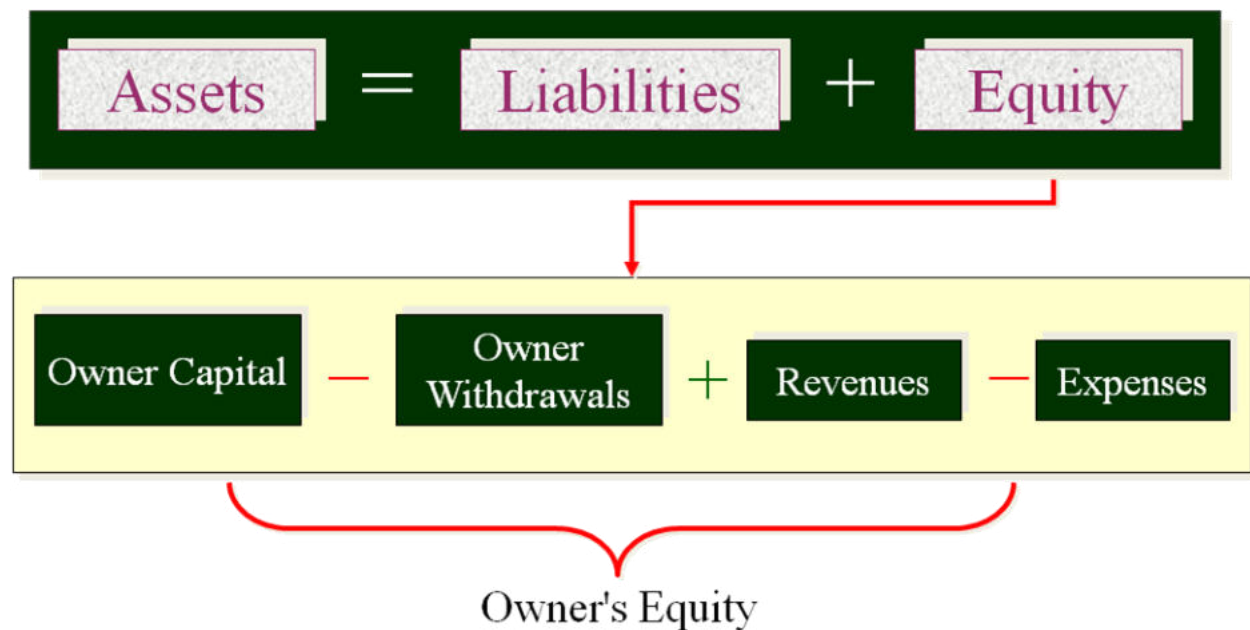 Assets = Liabilities + Equity
Owner Capital − Owner Withdrawals + Revenues − Expenses
Owner's Equity